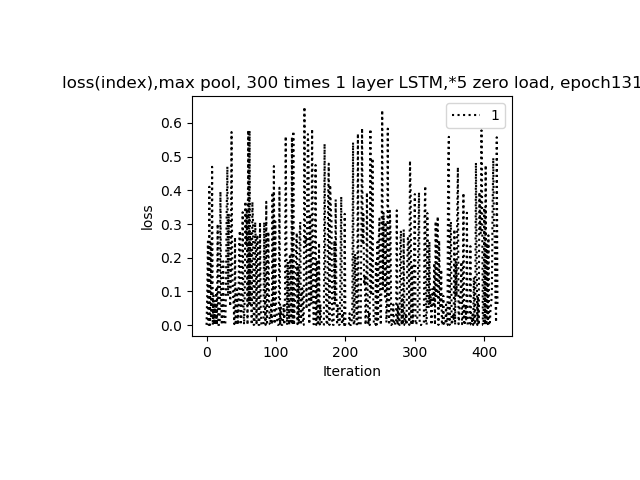 loss(index),max pool, 300 times 1 layer LSTM,*5 zero load, epoch131
1
0.6
0.5
0.4
0.3
0.2
0.1
0.0
loss
0 100 200 300 400
Iteration